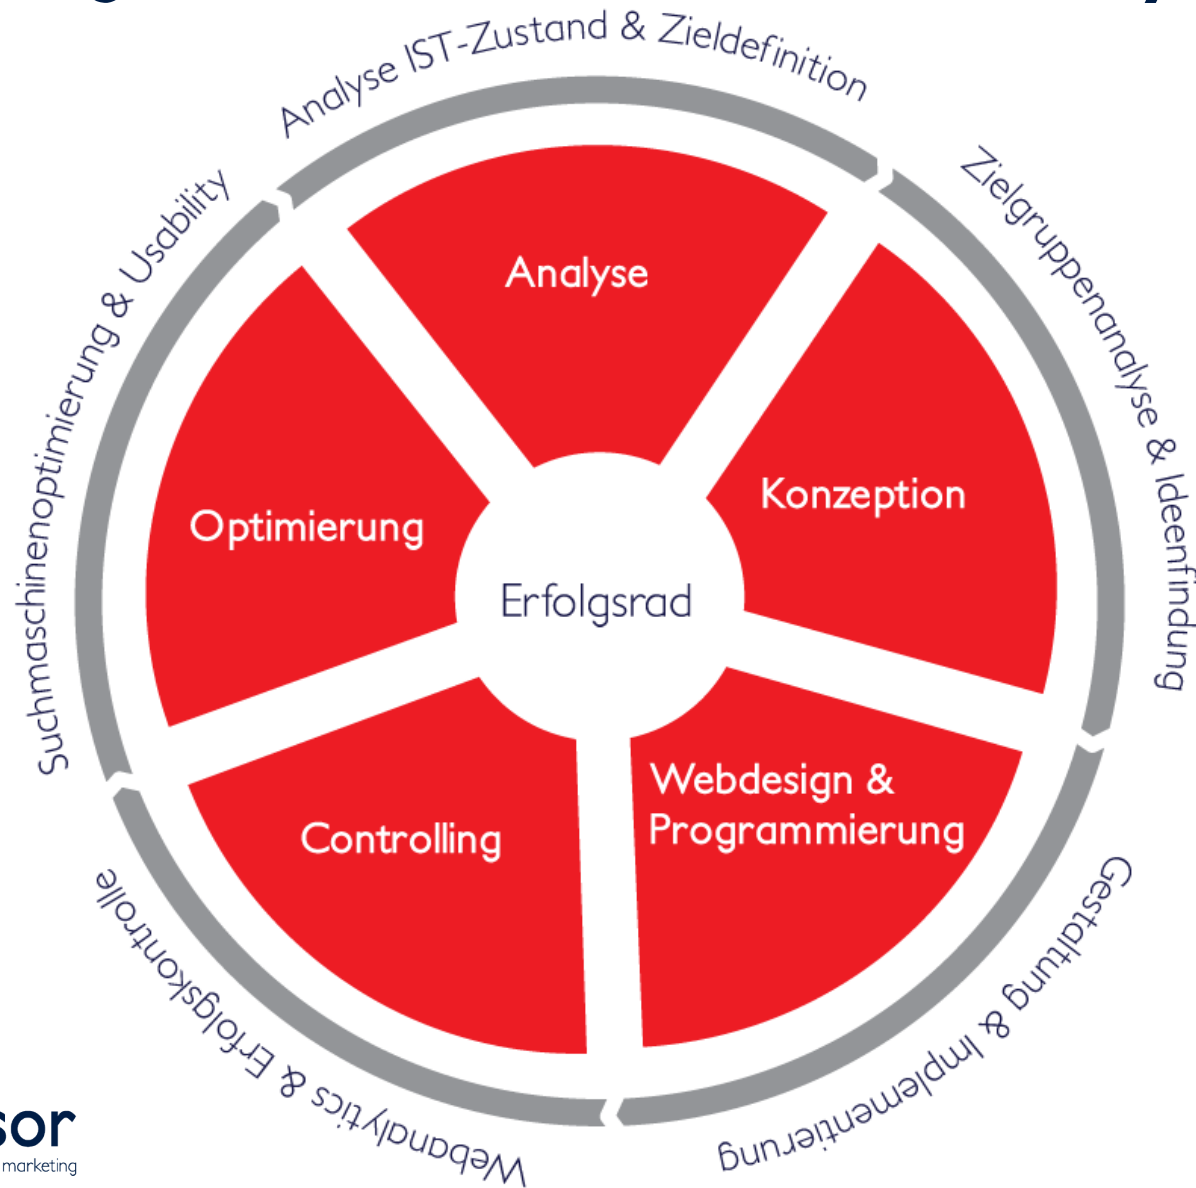 Analyse IST-Zustand & Zieldefinition
Zielgruppenanalyse & Ideenfindung
Gestaltung & Implementierung
Webanalytics & Erfolgskontrolle
Suchmaschinenoptimierung & Usability
Analyse
Konzeption
Webdesign &
Programmierung
Controlling
Optimierung
Erfolgsrad
sor
marketing